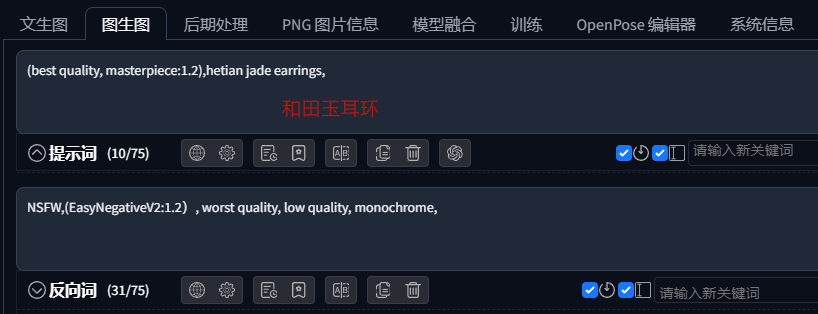 文生图 图生图 后期处理 PNG 图片信息 模型融合 训练 OpenPose 编辑器 系统信息
(best quality, masterpiece:1.2),hetian jade earrings,
和田玉耳环
提示词 (10/75) 请输入新关键词
NSFW,(EasyNegativeV2:1.2）, worst quality, low quality, monochrome,
反向词 (31/75) 请输入新关键词